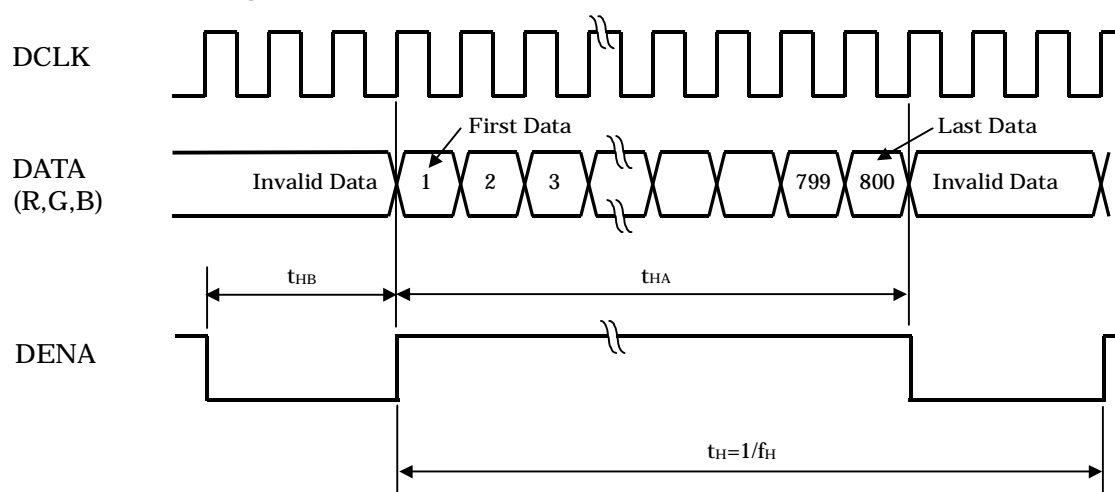 DCLK
First Data
Last Data
DATA
(R,G,B)
Invalid Data
1
2
3
799
800
Invalid Data
tHB
tHA
DENA
tH=1/fH